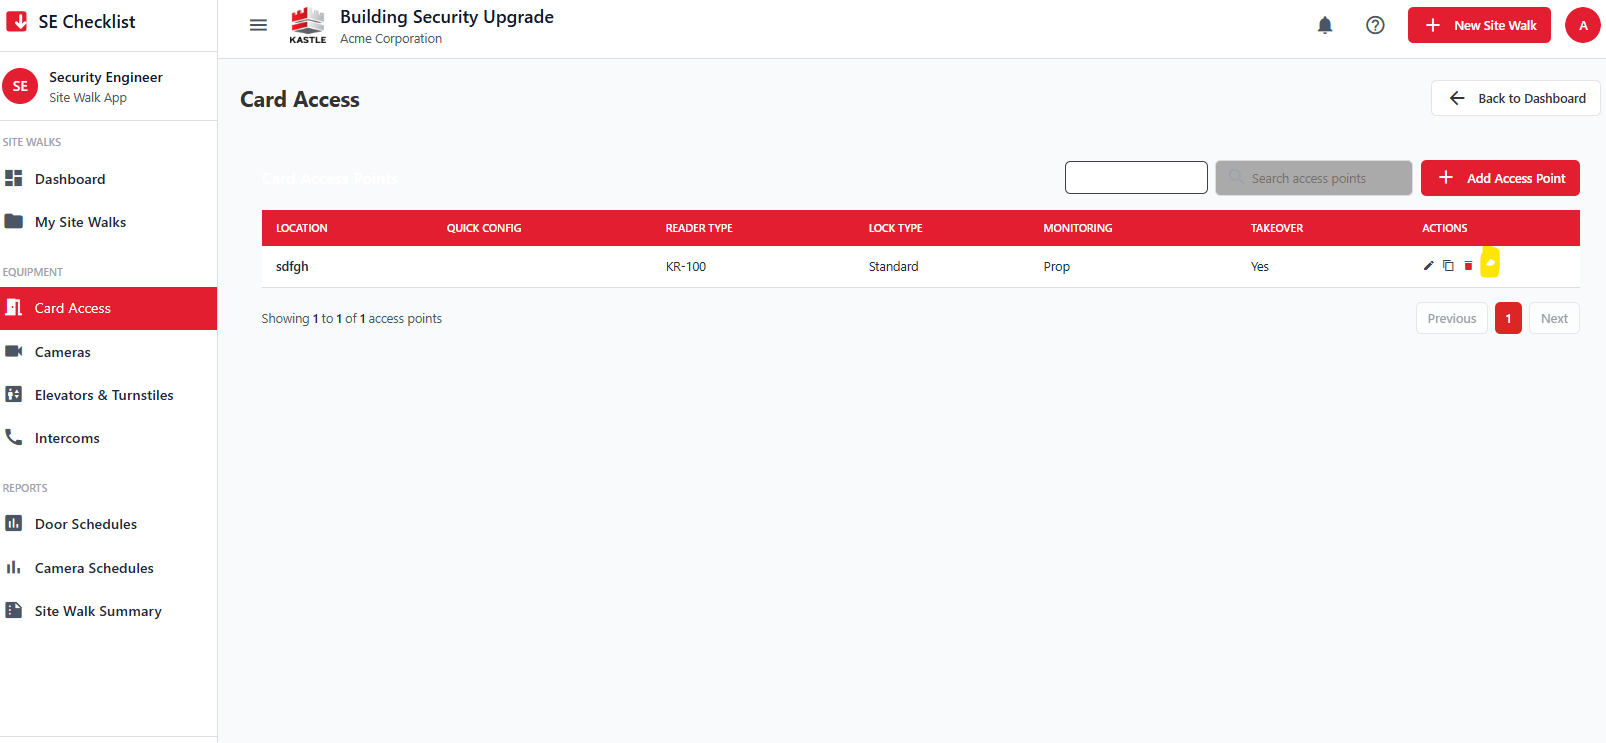 SE Checklist
SE
Security Engineer
Site Walk App
SITE WALKS
Dashboard
My Site Walks
EQUIPMENT
Card Access
Cameras
Elevators & Turnstiles
Intercoms
REPORTS
Door Schedules
Camera Schedules
Site Walk Summary
KASTLE
Building Security Upgrade
Acme Corporation
New Site Walk
A
Card Access
Back to Dashboard
Card Access Points
Search access points
Add Access Point
LOCATION QUICK CONFIG READER TYPE LOCK TYPE MONITORING TAKEOVER ACTIONS
sdfgh KR-100 Standard Prop Yes
Showing 1 to 1 of 1 access points
Previous 1 Next